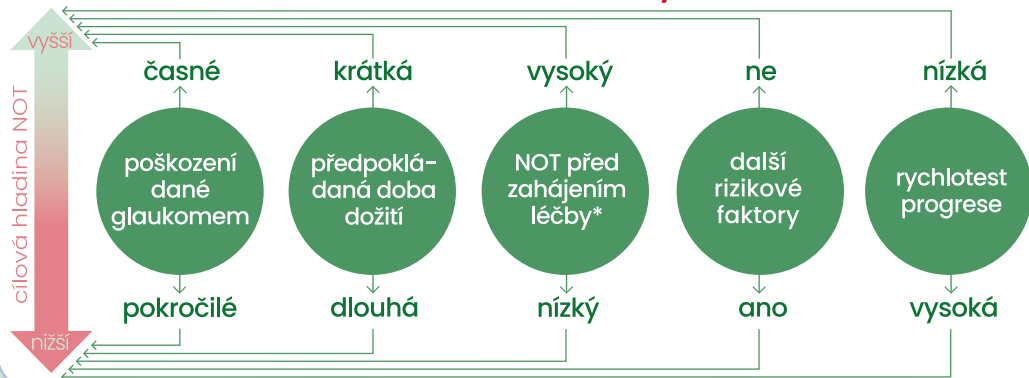 vyšší
cílová hladina NOT
nižší
časné
krátká
vysoký
ne
nízká
poškození
dané
glaukomem
předpoklá-
daná doba
dožití
NOT před
zahájením
léčby*
další
rizikové
faktory
rychlotest
progrese
pokročilé
dlouhá
nízký
ano
vysoká